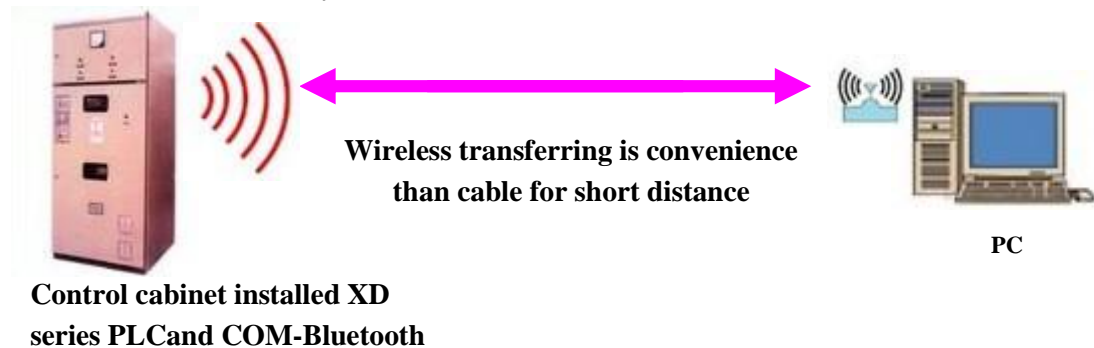 Wireless transferring is convenience
than cable for short distance
PC
Control cabinet installed XD
series PLCand COM-Bluetooth